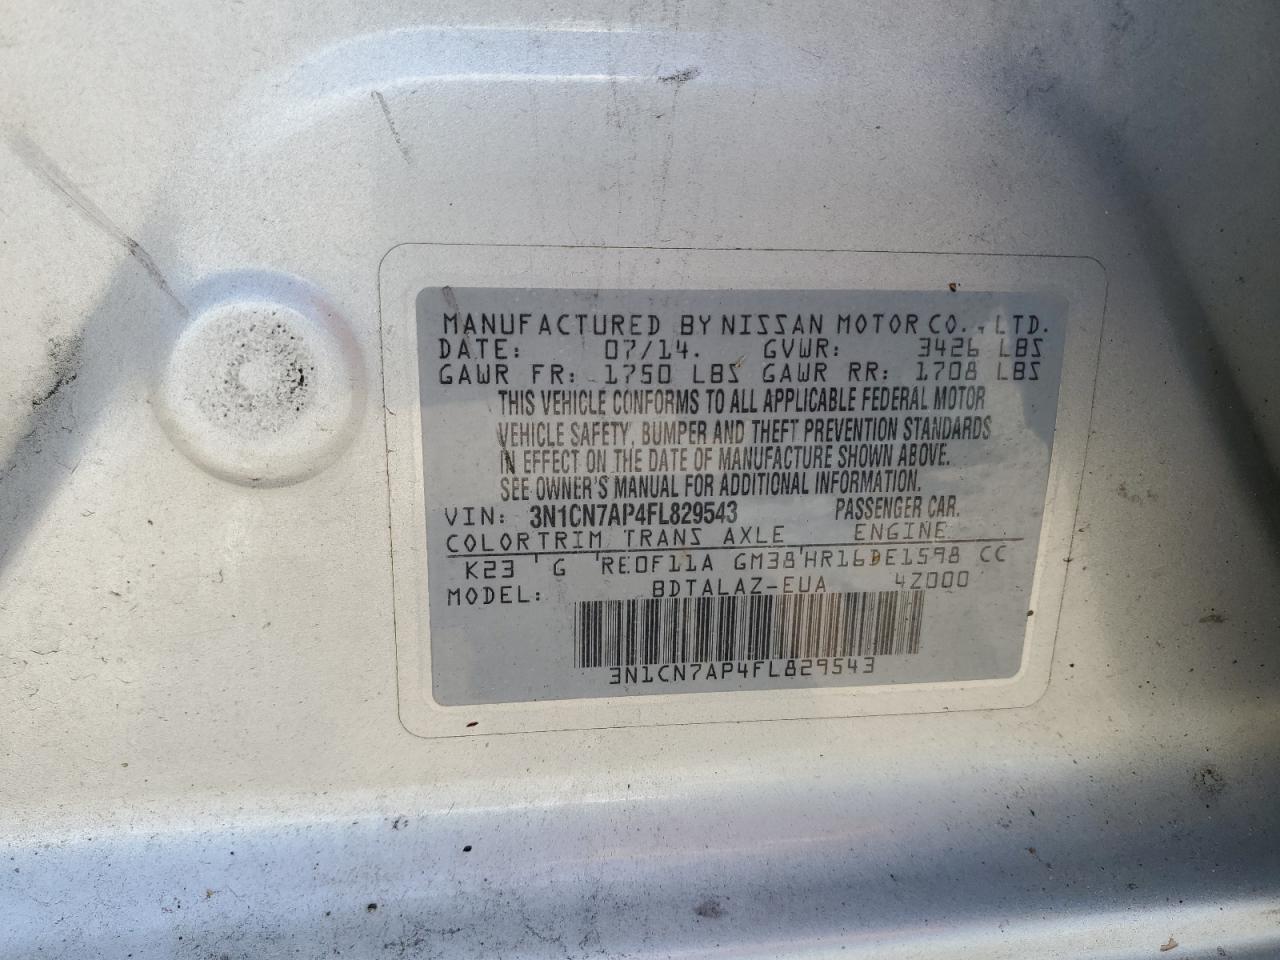 MANUFACTURED BY NISSAN MOTOR CO., LTD.
DATE: 07/14. GVWR: 3426 LBS
GAWR FR: 1750 LBS GAWR RR: 1708 LBS
THIS VEHICLE CONFORMS TO ALL APPLICABLE FEDERAL MOTOR
VEHICLE SAFETY, BUMPER AND THEFT PREVENTION STANDARDS
IN EFFECT ON THE DATE OF MANUFACTURE SHOWN ABOVE.
SEE OWNER'S MANUAL FOR ADDITIONAL INFORMATION.
VIN: 3N1CN7AP4FL829543 PASSENGER CAR.
COLOR TRIM TRANS AXLE ENGINE
K23 G RE0F11A GM38 HR16DE1598 CC
MODEL: BDTALAZ-EUA 4Z000
3N1CN7AP4FL829543